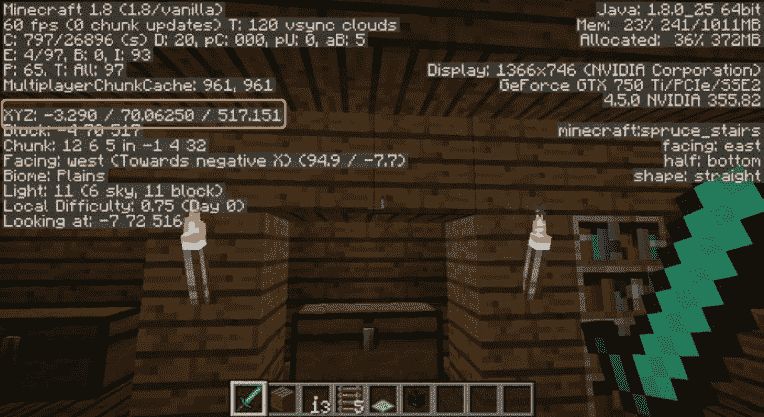 Minecraft 1.8 (1.8/vanilla)
60 fps (0 chunk updates) T: 120 vsync clouds
C: 797/26896 (s) D: 20, pC: 000, pU: 0, aB: 5
E: 4/97, B: 0, I: 93
P: 65, T: All: 97
MultiplayerChunkCache: 961, 961
XYZ: -3.290 / 70.06250 / 517.151
Block: -4 70 517
Chunk: 12 6 5 in -1 4 32
Facing: west (Towards negative X) (94.9 / -7.7)
Biome: Plains
Light: 11 (6 sky, 11 block)
Local Difficulty: 0.75 (Day 0)
Looking at: -7 72 516
Java: 1.8.0_25 64bit
Mem: 23% 241/1011MB
Allocated: 36% 372MB
Display: 1366x746 (NVIDIA Corporation)
GeForce GTX 750 Ti/PCIe/SSE2
4.5.0 NVIDIA 355.82
minecraft:spruce_stairs
facing: east
half: bottom
shape: straight
13 5